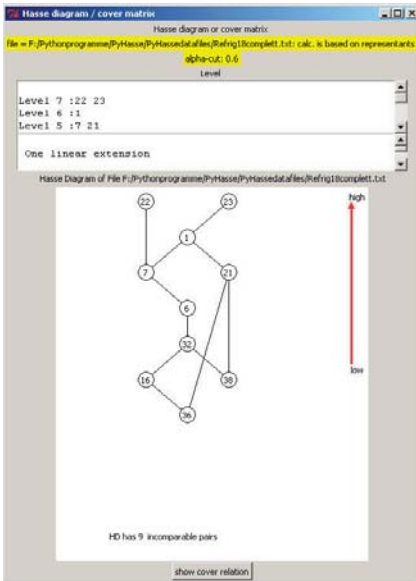 Hasse diagram / cover matrix
Hasse diagram or cover matrix
file = F:/Pythonprogramme/PyHasse/PyHassedatafiles/Refrig18complett.txt: calc. is based on representants
alpha-cut: 0.6
Level
Level 7 :22 23
Level 6 :1
Level 5 :7 21
One linear extension
Hasse Diagram of File F:/Pythonprogramme/PyHasse/PyHassedatafiles/Refrig18complett.txt
22 23 high
1
7 21
6
32
16 38 low
36
HD has 9 incomparable pairs
show cover relation